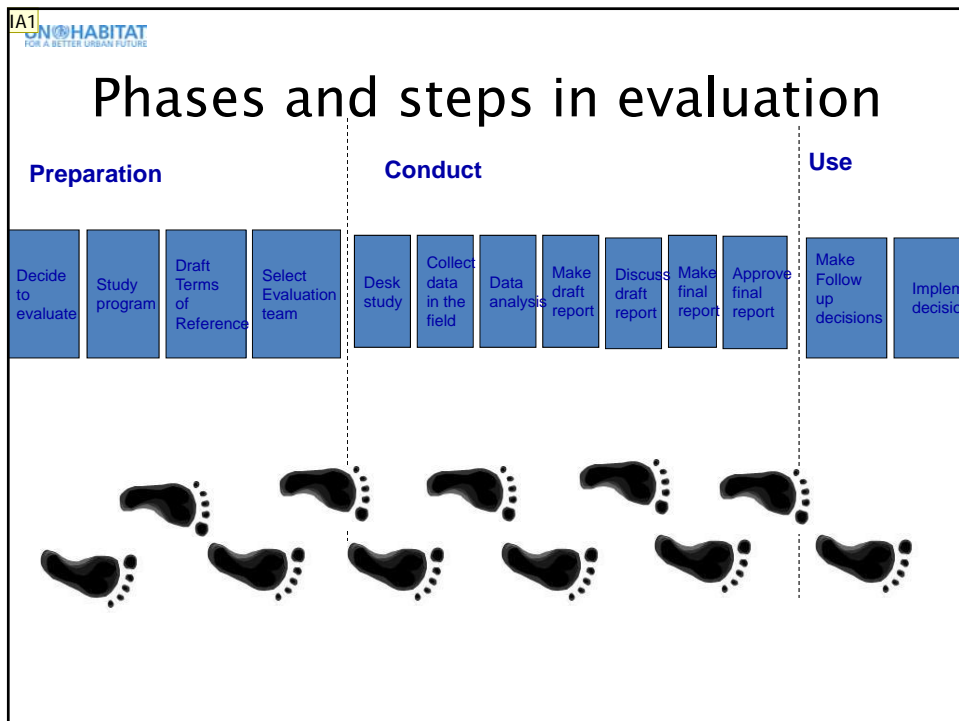 IA1
UN HABITAT
FOR A BETTER URBAN FUTURE
Phases and steps in evaluation
Preparation
Conduct
Use
Decide
to
evaluate
Study
program
Draft
Terms
of
Reference
Select
Evaluation
team
Desk
study
Collect
data
in the
field
Data
analysis
Make
draft
report
Discuss
draft
report
Make
final
report
Approve
final
report
Make
Follow
up
decisions